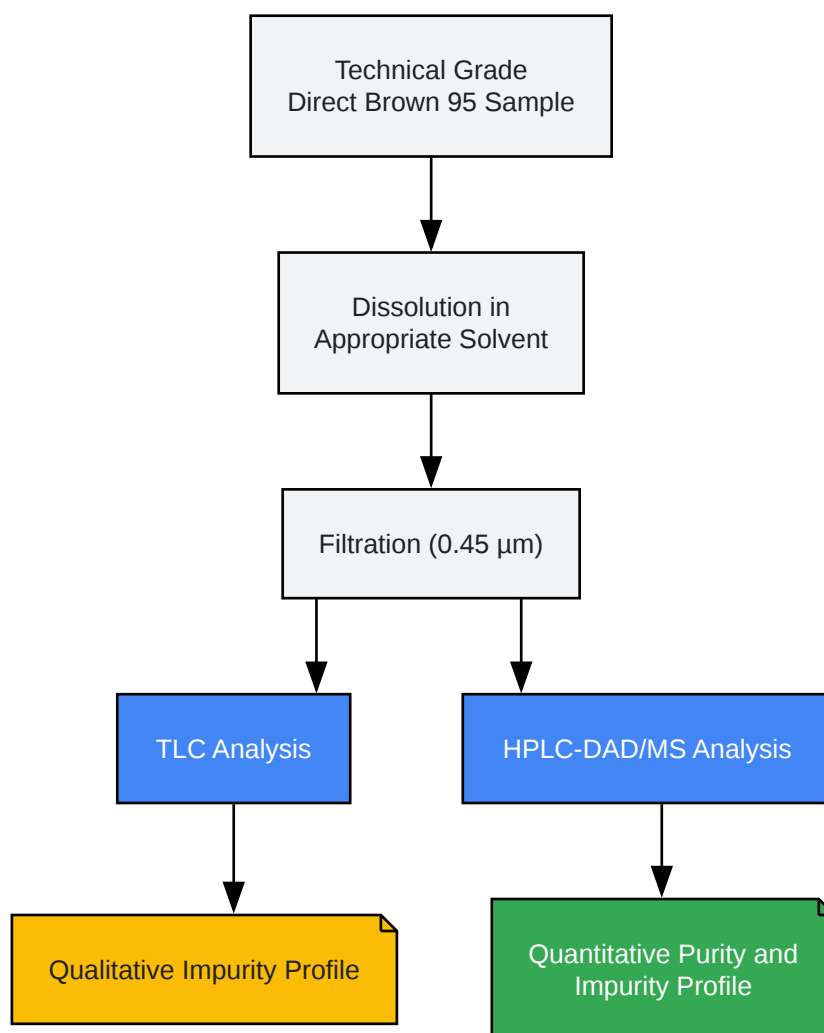 Technical Grade
Direct Brown 95 Sample
Dissolution in
Appropriate Solvent
Filtration (0.45 µm)
TLC Analysis
HPLC-DAD/MS Analysis
Qualitative Impurity Profile
Quantitative Purity and
Impurity Profile